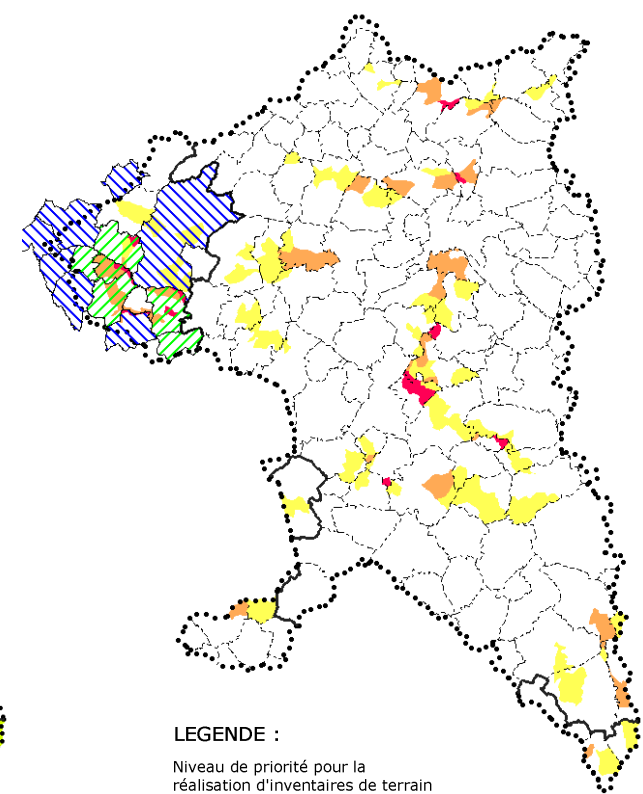 LEGENDE :
Niveau de priorité pour la
réalisation d'inventaires de terrain